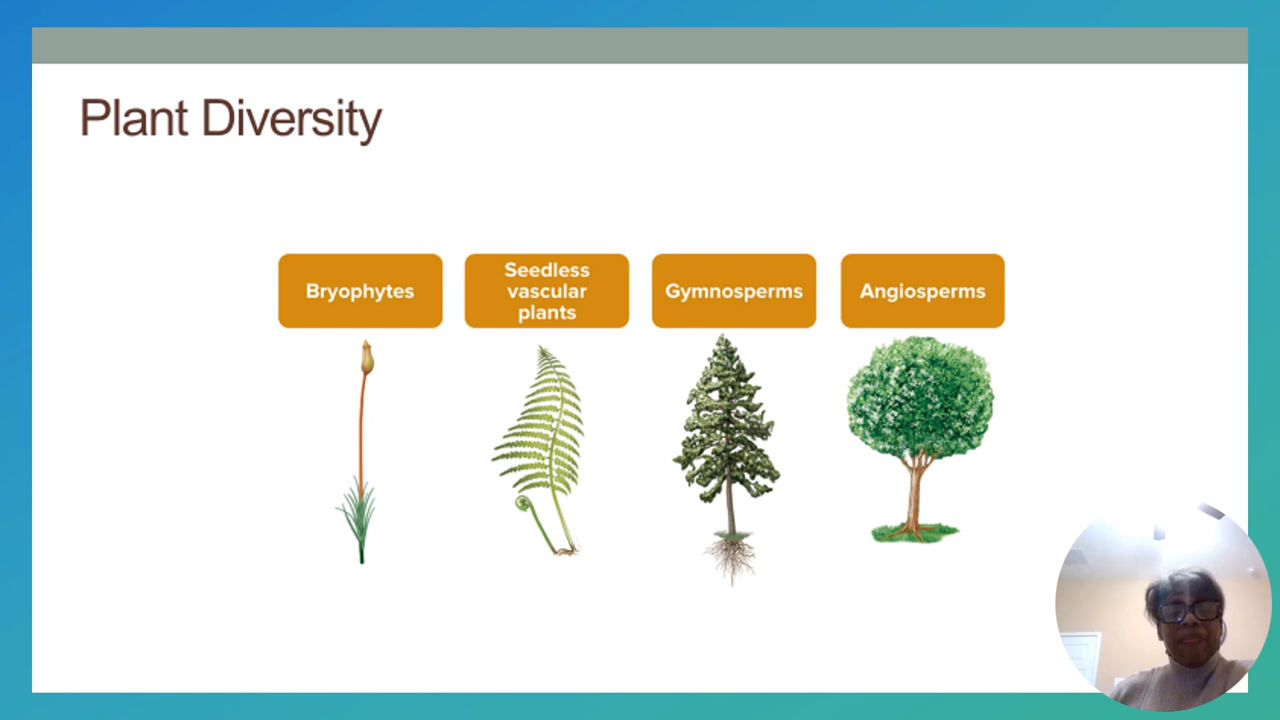 Plant Diversity
Bryophytes
Seedless
vascular
plants
Gymnosperms
Angiosperms